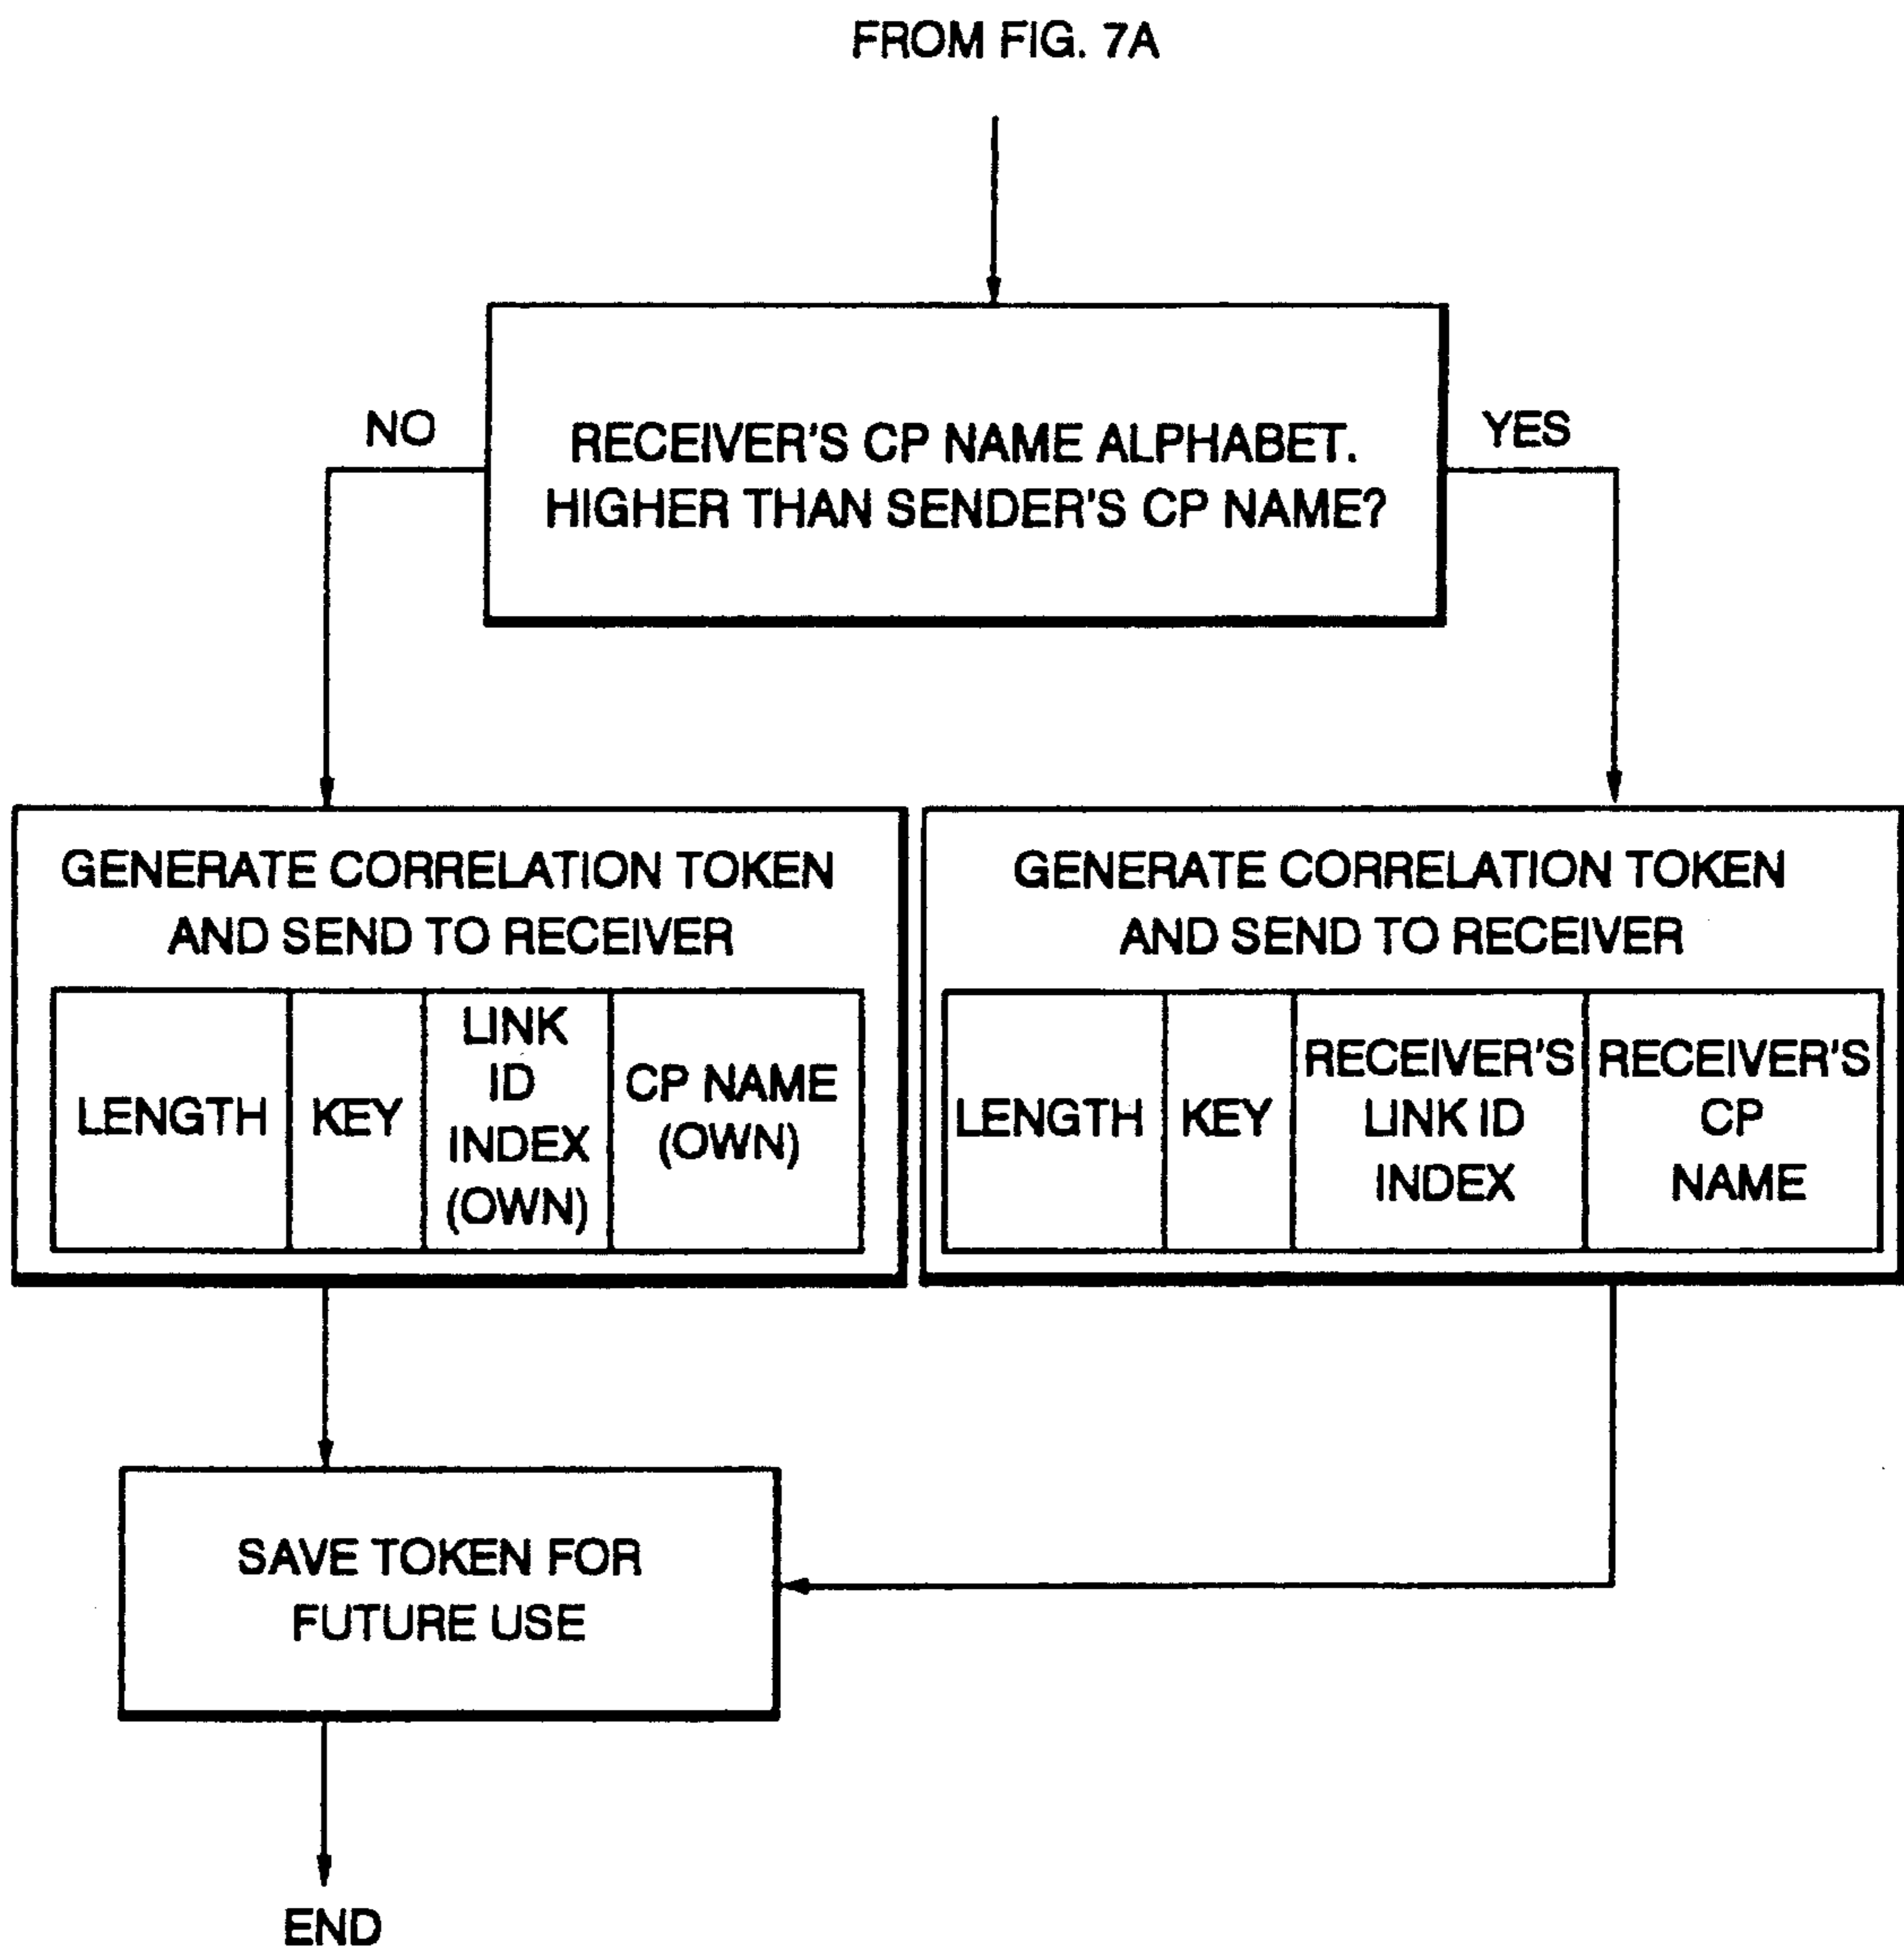 FROM FIG. 7A
RECEIVER'S CP NAME ALPHABET.
HIGHER THAN SENDER'S CP NAME?
NO
YES
GENERATE CORRELATION TOKEN
AND SEND TO RECEIVER
LENGTH
KEY
LINK
ID
INDEX
(OWN)
CP NAME
(OWN)
GENERATE CORRELATION TOKEN
AND SEND TO RECEIVER
LENGTH
KEY
RECEIVER'S
LINK ID
INDEX
RECEIVER'S
CP
NAME
SAVE TOKEN FOR
FUTURE USE
END